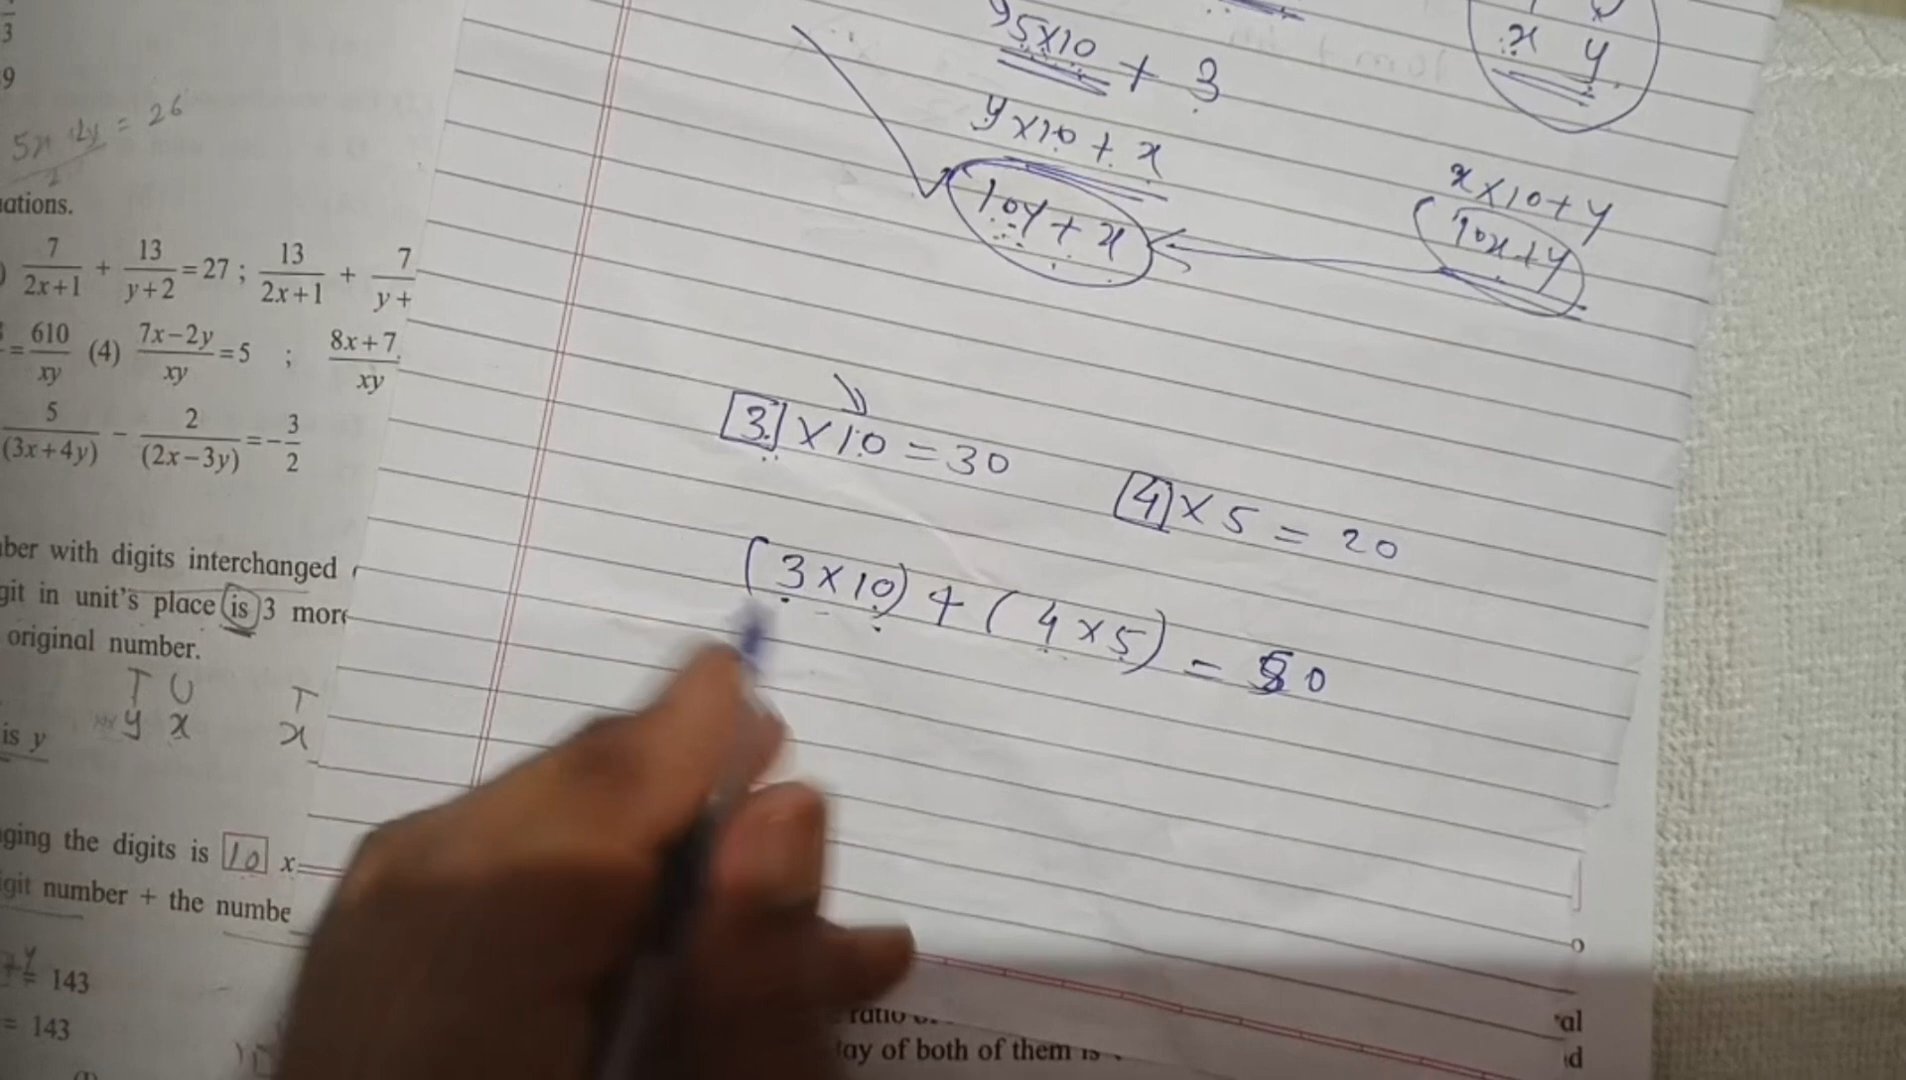 3
9
5x+2y = 26
ations.
7/(2x+1) + 13/(y+2) = 27 ; 13/(2x+1) + 7/(y+
= 610/xy (4) (7x−2y)/xy = 5 ; (8x+7)/xy
5/(3x+4y) − 2/(2x−3y) = −3/2
ber with digits interchanged
git in unit's place is 3 more
original number.
T U T
y x x
is y
ging the digits is 10 x
git number + the numbe
+y = 143
= 143
x y
5×10 + 3
y×10 + x
10y + x
x×10+y
10x+y
3 × 10 = 30
4 × 5 = 20
(3×10) + (4×5) = 50
al
day of both of them is
d